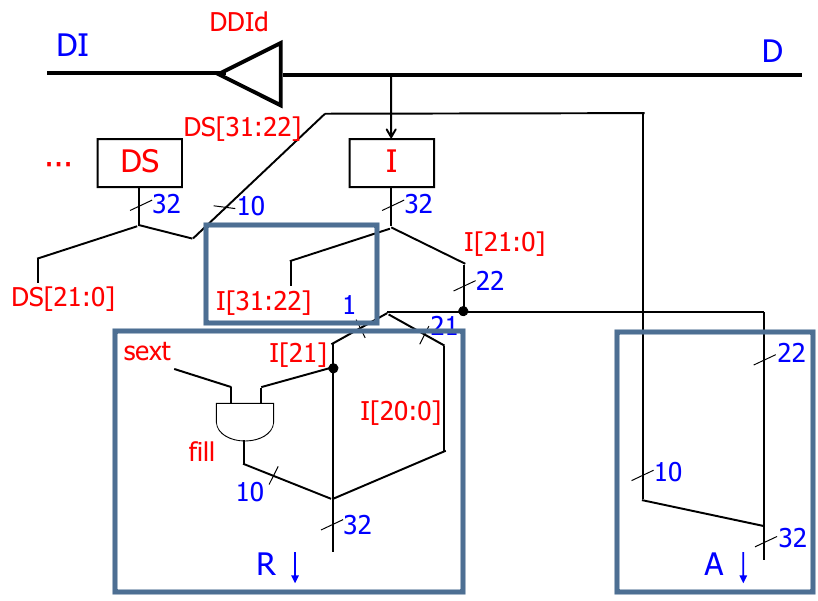 DDId
DI
D
DS[31:22]
...
DS
I
32
10
32
I[21:0]
DS[21:0]
I[31:22]
22
1
21
sext
I[21]
22
I[20:0]
fill
10
10
32
32
R
A